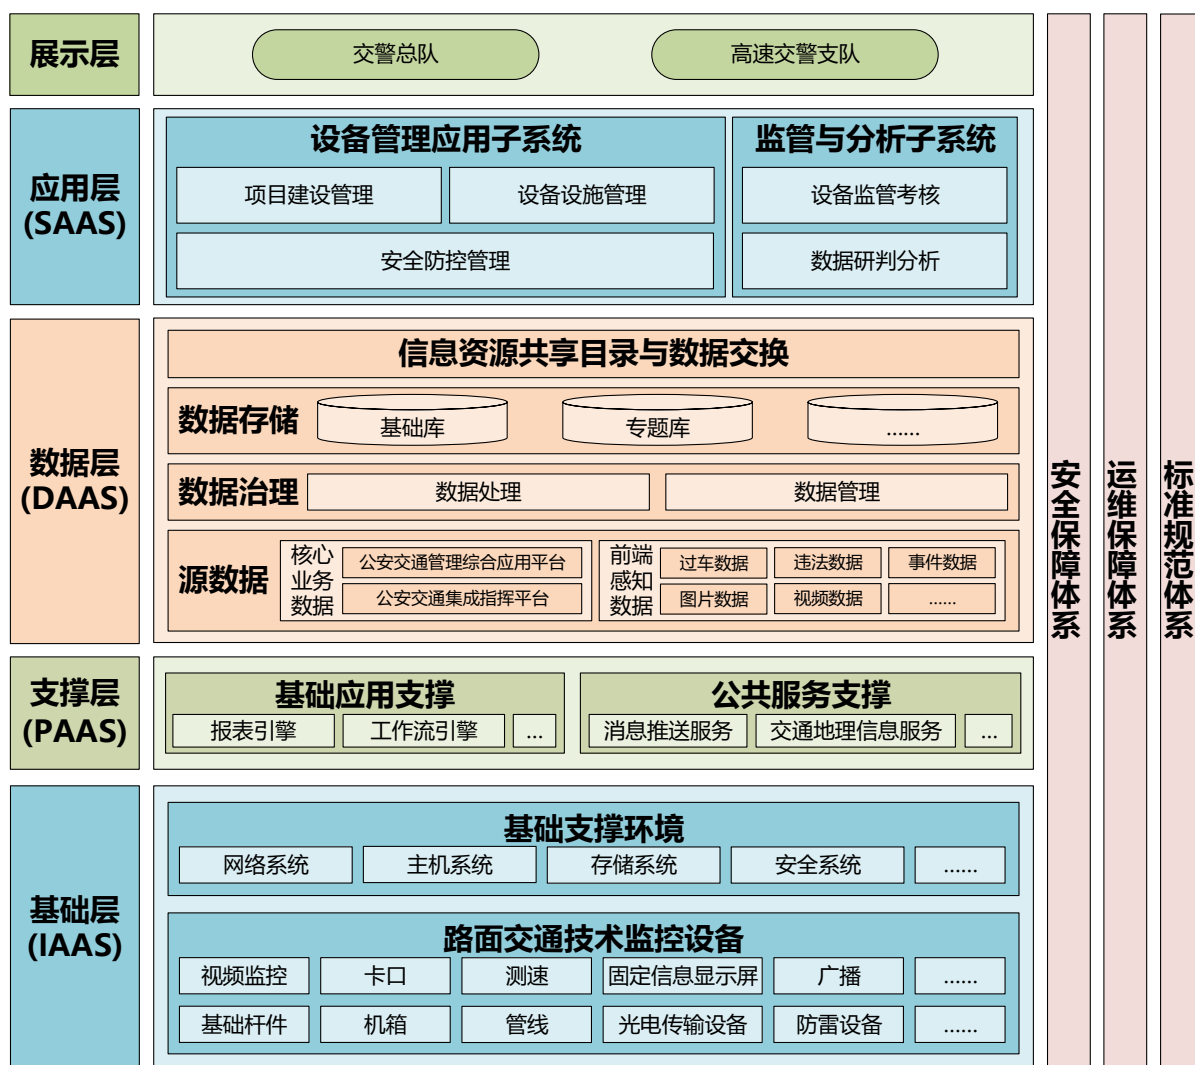 展示层
交警总队
高速交警支队
应用层
(SAAS)
设备管理应用子系统
项目建设管理
设备设施管理
安全防控管理
监管与分析子系统
设备监管考核
数据研判分析
数据层
(DAAS)
信息资源共享目录与数据交换
数据存储
基础库
专题库
......
数据治理
数据处理
数据管理
源数据
核心
业务
数据
公安交通管理综合应用平台
公安交通集成指挥平台
前端
感知
数据
过车数据
违法数据
事件数据
图片数据
视频数据
......
支撑层
(PAAS)
基础应用支撑
报表引擎
工作流引擎
...
公共服务支撑
消息推送服务
交通地理信息服务
...
基础层
(IAAS)
基础支撑环境
网络系统
主机系统
存储系统
安全系统
......
路面交通技术监控设备
视频监控
卡口
测速
固定信息显示屏
广播
......
基础杆件
机箱
管线
光电传输设备
防雷设备
......
安全保障体系
运维保障体系
标准规范体系